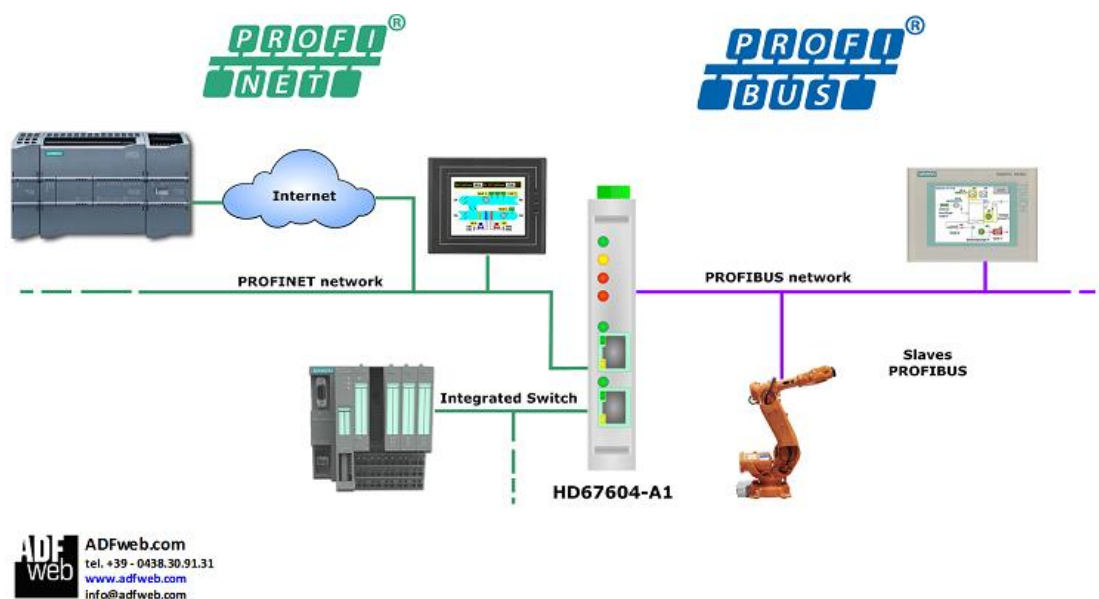 PROFI®
NET
PROFI®
BUS
SIEMENS
Internet
PROFINET network
PROFIBUS network
Slaves
PROFIBUS
Integrated Switch
HD67604-A1
ADF
web
ADFweb.com
tel. +39 - 0438.30.91.31
www.adfweb.com
info@adfweb.com